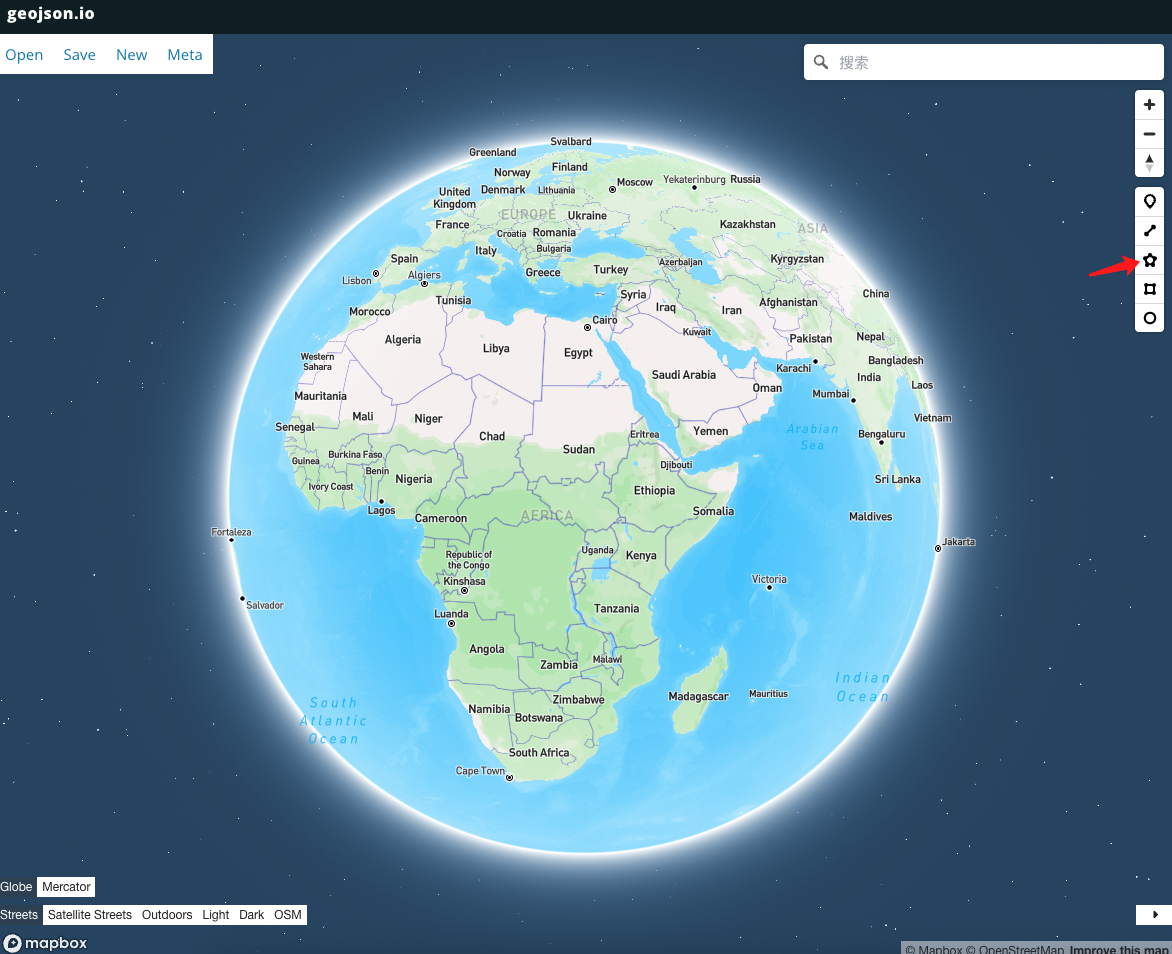 geojson.io
Open Save New Meta
搜索
Svalbard
Greenland
Finland
Norway
Moscow
Yekaterinburg
Russia
United
Kingdom
Denmark
Lithuania
EUROPE
Ukraine
France
Croatia
Romania
Kazakhstan
ASIA
Italy
Bulgaria
Spain
Azerbaijan
Kyrgyzstan
Lisbon
Algiers
Greece
Turkey
Tunisia
Syria
China
Morocco
Iraq
Iran
Afghanistan
Cairo
Kuwait
Algeria
Libya
Egypt
Pakistan
Nepal
Western
Sahara
Karachi
Bangladesh
Saudi Arabia
India
Mauritania
Oman
Mumbai
Laos
Mali
Niger
Senegal
Chad
Eritrea
Yemen
Arabian
Sea
Vietnam
Bengaluru
Guinea
Burkina Faso
Sudan
Djibouti
Benin
Nigeria
Ivory Coast
Ethiopia
Sri Lanka
Lagos
Cameroon
AFRICA
Somalia
Maldives
Fortaleza
Jakarta
Republic of
the Congo
Uganda
Kenya
Kinshasa
Victoria
Salvador
Luanda
Tanzania
Angola
Zambia
Malawi
Indian
Ocean
Madagascar
Mauritius
South
Atlantic
Ocean
Namibia
Zimbabwe
Botswana
South Africa
Cape Town
Globe Mercator
Streets Satellite Streets Outdoors Light Dark OSM
mapbox
© Mapbox © OpenStreetMap Improve this map